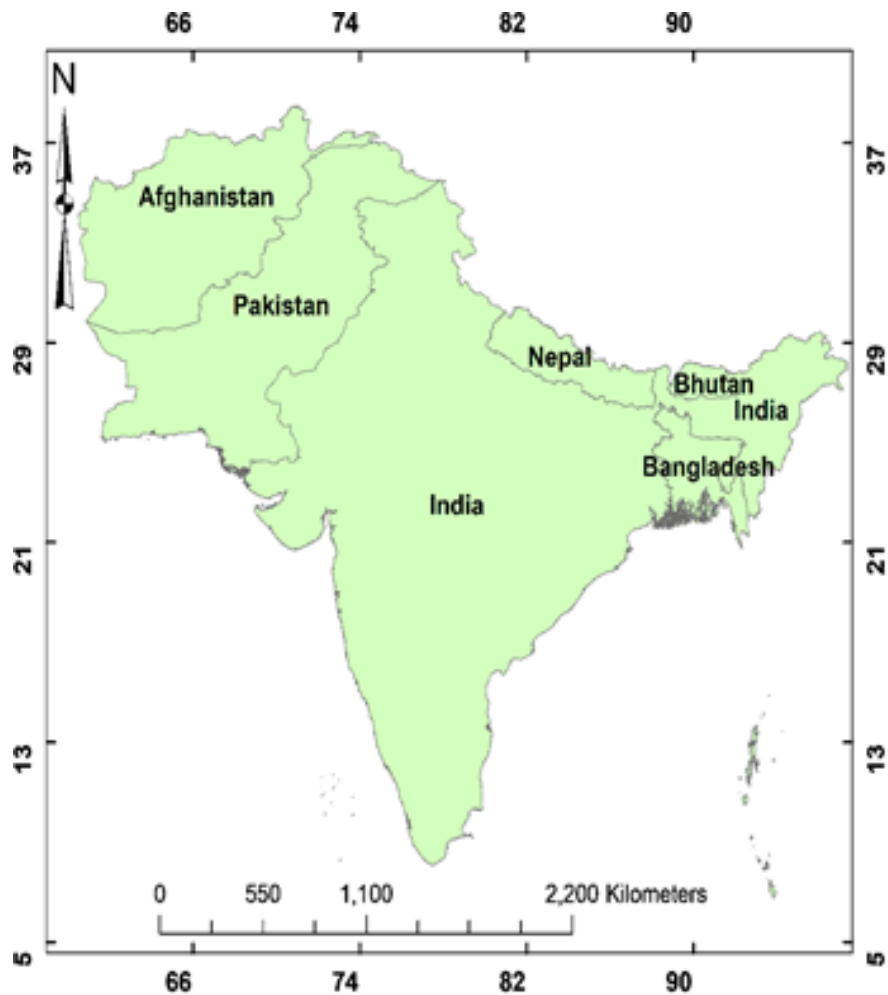 66 74 82 90
N
37 37
Afghanistan
Pakistan
29 29
Nepal
Bhutan
India
Bangladesh
India
21 21
13 13
0 550 1,100 2,200 Kilometers
5 5
66 74 82 90